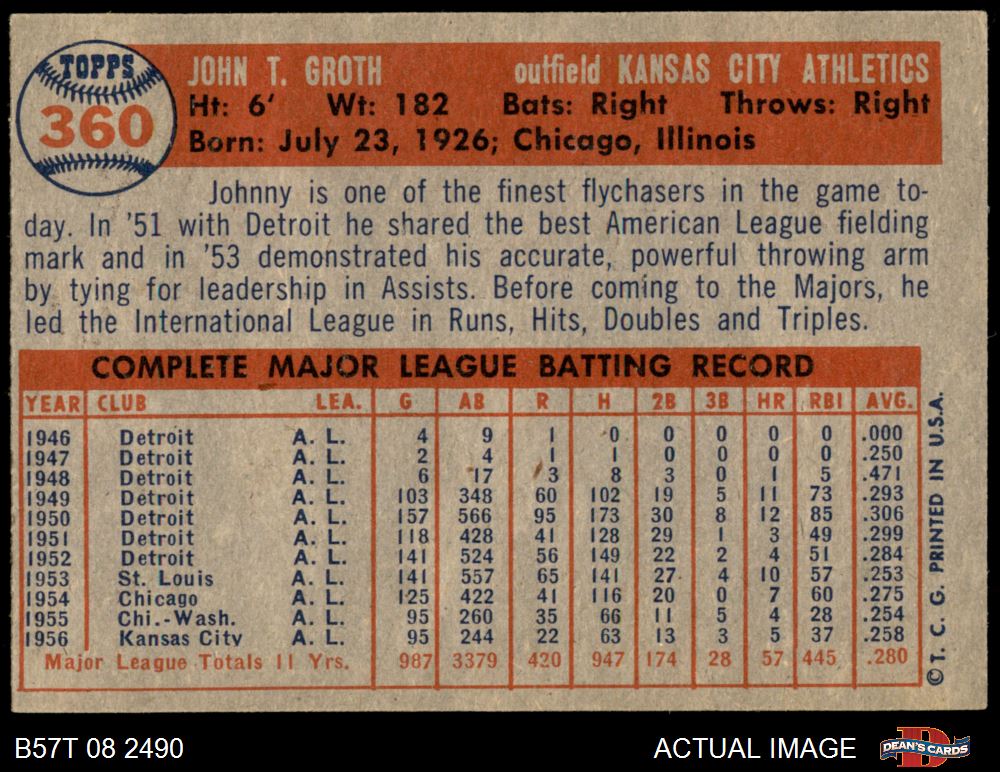 TOPPS
360
JOHN T. GROTH outfield KANSAS CITY ATHLETICS
Ht: 6' Wt: 182 Bats: Right Throws: Right
Born: July 23, 1926; Chicago, Illinois
Johnny is one of the finest flychasers in the game to-
day. In '51 with Detroit he shared the best American League fielding
mark and in '53 demonstrated his accurate, powerful throwing arm
by tying for leadership in Assists. Before coming to the Majors, he
led the International League in Runs, Hits, Doubles and Triples.
COMPLETE MAJOR LEAGUE BATTING RECORD
YEAR CLUB LEA. G AB R H 2B 3B HR RBI AVG.
1946 Detroit A. L. 4 9 1 0 0 0 0 0 .000
1947 Detroit A. L. 2 4 1 1 0 0 0 0 .250
1948 Detroit A. L. 6 17 3 8 3 0 1 5 .471
1949 Detroit A. L. 103 348 60 102 19 5 11 73 .293
1950 Detroit A. L. 157 566 95 173 30 8 12 85 .306
1951 Detroit A. L. 118 428 41 128 29 1 3 49 .299
1952 Detroit A. L. 141 524 56 149 22 2 4 51 .284
1953 St. Louis A. L. 141 557 65 141 27 4 10 57 .253
1954 Chicago A. L. 125 422 41 116 20 0 7 60 .275
1955 Chi.-Wash. A. L. 95 260 35 66 11 5 4 28 .254
1956 Kansas City A. L. 95 244 22 63 13 3 5 37 .258
Major League Totals 11 Yrs. 987 3379 420 947 174 28 57 445 .280
© T. C. G. PRINTED IN U.S.A.
B57T 08 2490 ACTUAL IMAGE
DEAN'S CARDS